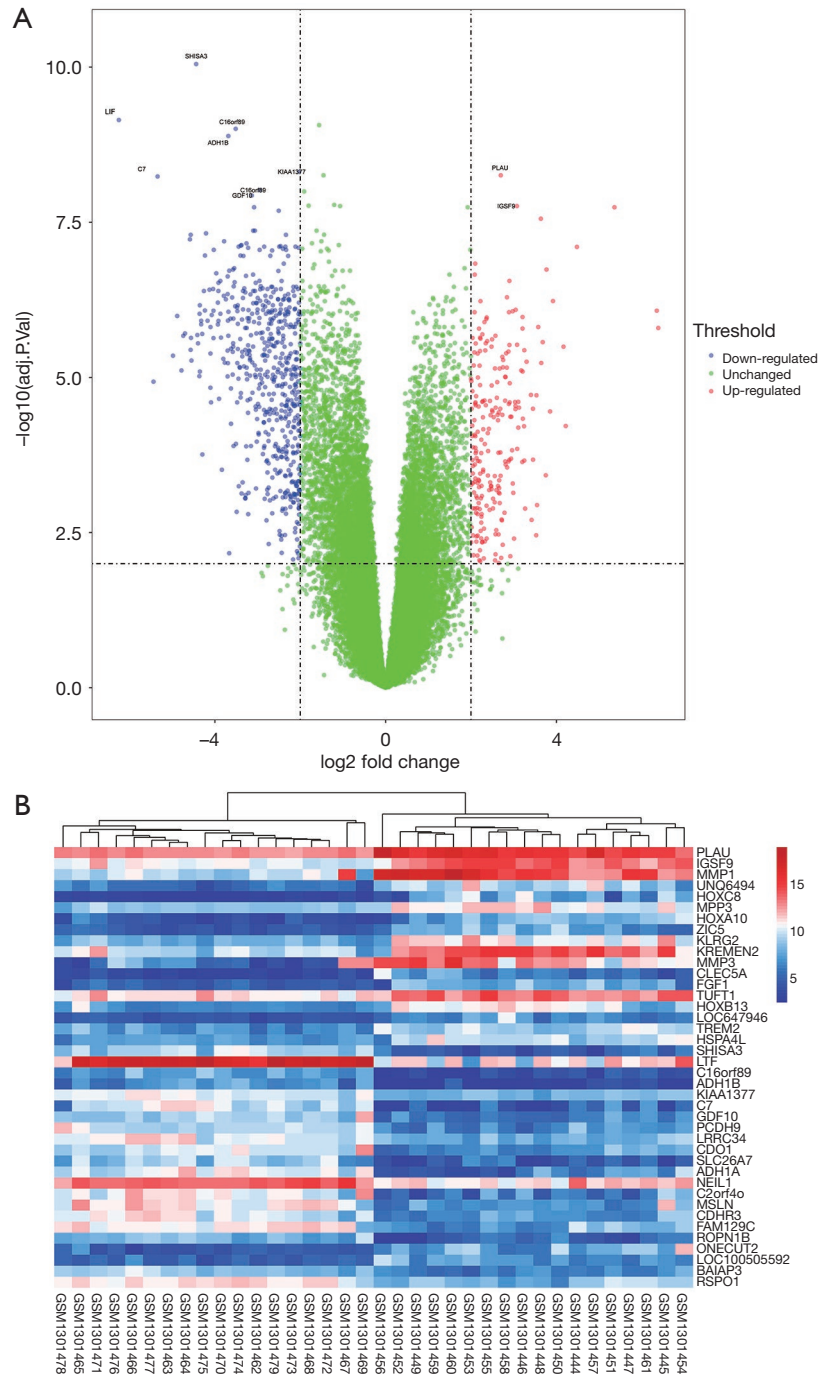 A
SHISA3
LIF
C16orf89
ADH1B
C7
KIAA1377
C16orf89
GDF10
PLAU
IGSF9
10.0
7.5
5.0
2.5
0.0
−log10(adj.P.Val)
−4 0 4
log2 fold change
Threshold
Down-regulated
Unchanged
Up-regulated
B
PLAU
IGSF9
MMP1
UNQ6494
HOXC8
MPP3
HOXA10
ZIC5
KLRG2
KREMEN2
MMP3
CLEC5A
FGF1
TUFT1
HOXB13
LOC647946
TREM2
HSPA4L
SHISA3
LTF
C16orf89
ADH1B
KIAA1377
C7
GDF10
PCDH9
LRRC34
CDO1
SLC26A7
ADH1A
NEIL1
C2orf4o
MSLN
CDHR3
FAM129C
ROPN1B
ONECUT2
LOC100505592
BAIAP3
RSPO1
15
10
5
GSM1301478
GSM1301465
GSM1301471
GSM1301476
GSM1301466
GSM1301477
GSM1301463
GSM1301464
GSM1301475
GSM1301470
GSM1301474
GSM1301462
GSM1301479
GSM1301473
GSM1301468
GSM1301472
GSM1301467
GSM1301469
GSM1301456
GSM1301452
GSM1301449
GSM1301459
GSM1301460
GSM1301453
GSM1301455
GSM1301458
GSM1301446
GSM1301448
GSM1301450
GSM1301444
GSM1301457
GSM1301451
GSM1301447
GSM1301461
GSM1301445
GSM1301454